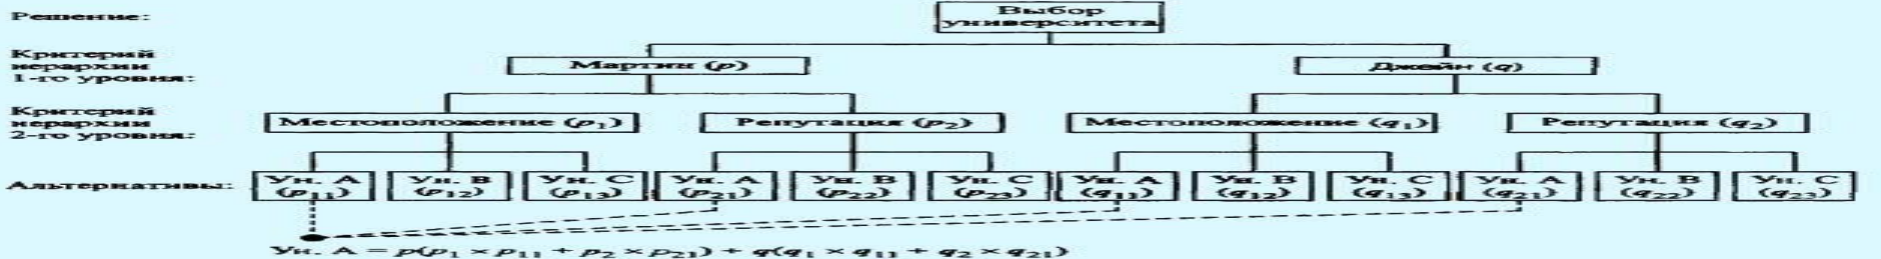 Решение:
Выбор
университета
Критерий
иерархии
1-го уровня:
Мартин (p)
Джейн (q)
Критерий
иерархии
2-го уровня:
Местоположение (p₁)
Репутация (p₂)
Местоположение (q₁)
Репутация (q₂)
Альтернативы:
Ун. А
(p₁₁)
Ун. В
(p₁₂)
Ун. С
(p₁₃)
Ун. А
(p₂₁)
Ун. В
(p₂₂)
Ун. С
(p₂₃)
Ун. А
(q₁₁)
Ун. В
(q₁₂)
Ун. С
(q₁₃)
Ун. А
(q₂₁)
Ун. В
(q₂₂)
Ун. С
(q₂₃)
Ун. А = p(p₁ × p₁₁ + p₂ × p₂₁) + q(q₁ × q₁₁ + q₂ × q₂₁)